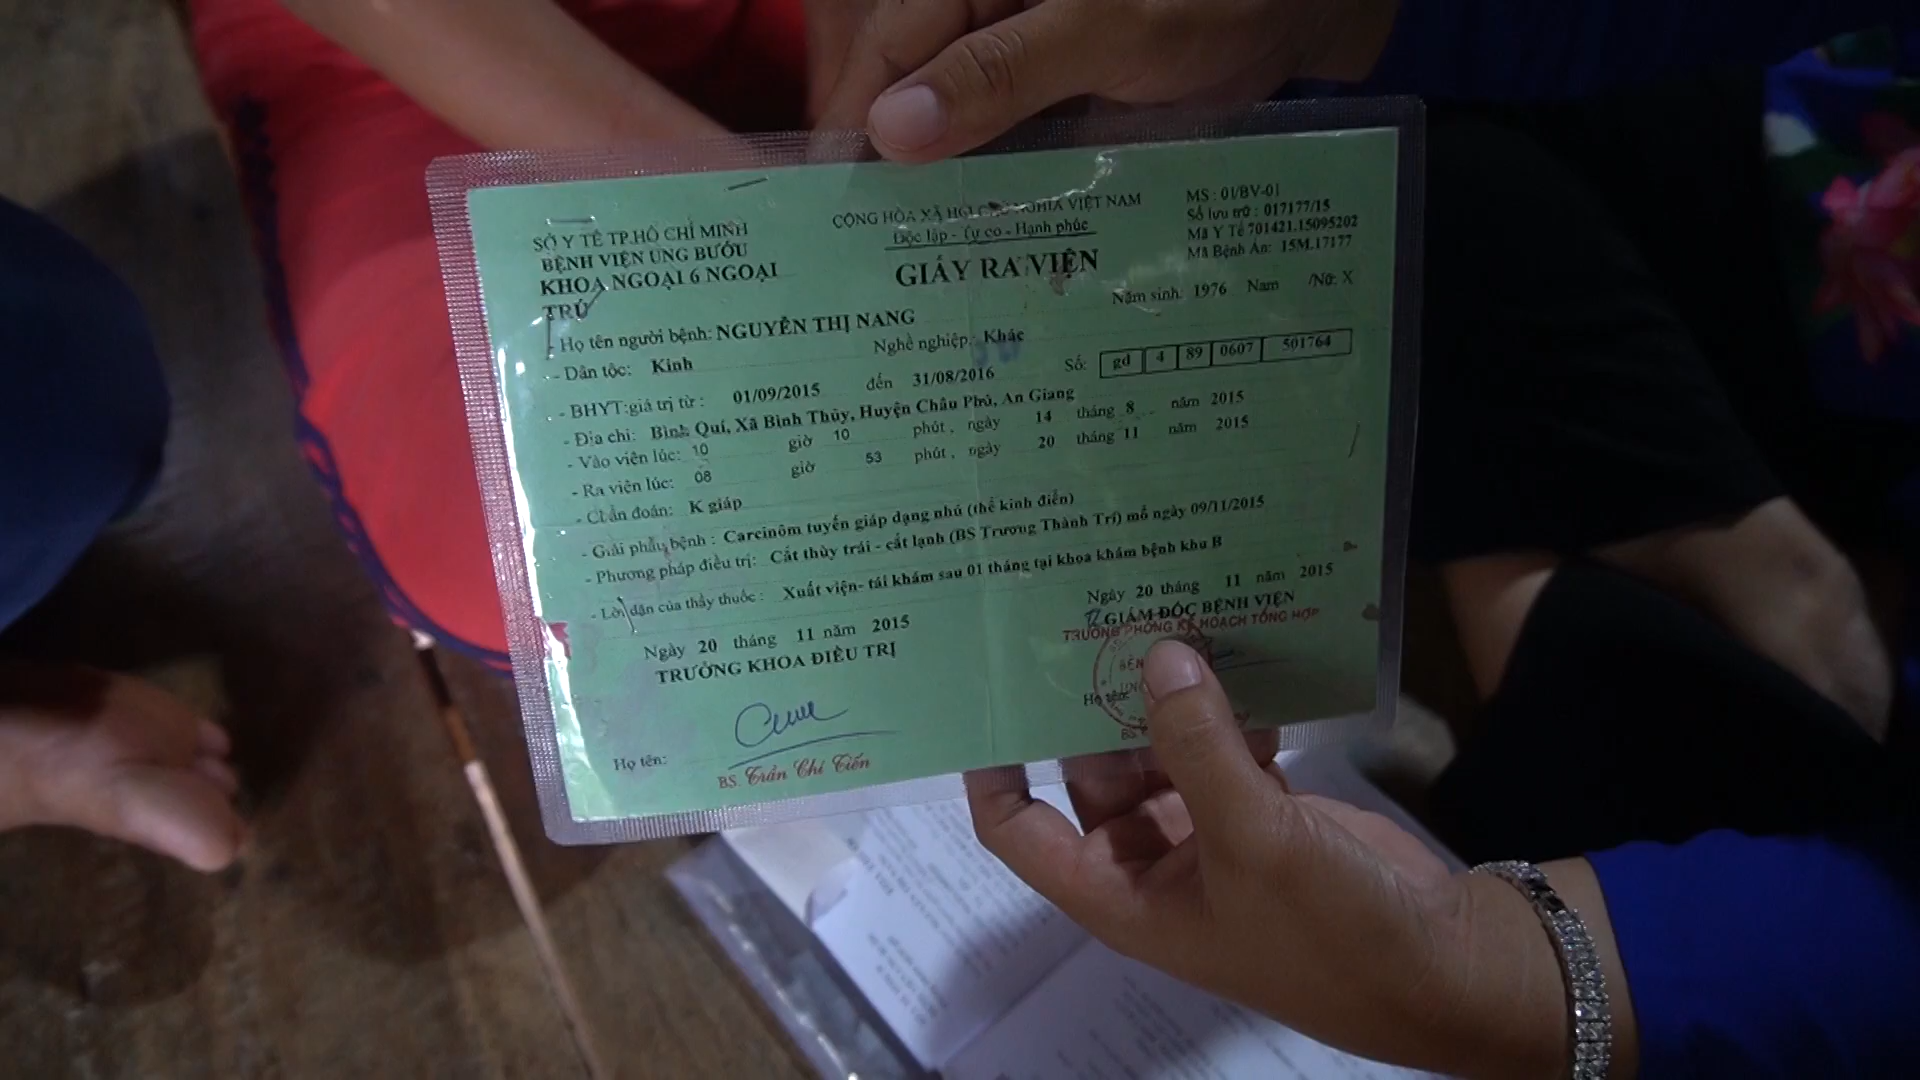 SỞ Y TẾ TP.HỒ CHÍ MINH
BỆNH VIỆN UNG BƯỚU
KHOA NGOẠI 6 NGOẠI
TRÚ
CỘNG HÒA XÃ HỘI CHỦ NGHĨA VIỆT NAM
Độc lập - Tự do - Hạnh phúc
GIẤY RA VIỆN
MS : 01/BV-01
Số lưu trữ : 017177/15
Mã Y Tế 701421.15095202
Mã Bệnh Án: 15M.17177
- Họ tên người bệnh: NGUYỄN THỊ NANG Năm sinh: 1976 Nam /Nữ: X
- Dân tộc: Kinh Nghề nghiệp : Khác
- BHYT:giá trị từ : 01/09/2015 đến 31/08/2016 Số: gd 4 89 0607 501764
- Địa chỉ: Bình Quí, Xã Bình Thủy, Huyện Châu Phú, An Giang
- Vào viện lúc: 10 giờ 10 phút , ngày 14 tháng 8 năm 2015
- Ra viện lúc: 08 giờ 53 phút , ngày 20 tháng 11 năm 2015
- Chẩn đoán: K giáp
- Giải phẫu bệnh : Carcinôm tuyến giáp dạng nhú (thể kinh điển)
- Phương pháp điều trị: Cắt thùy trái - cắt lạnh (BS Trương Thành Trí) mổ ngày 09/11/2015
- Lời dặn của thầy thuốc : Xuất viện- tái khám sau 01 tháng tại khoa khám bệnh khu B
Ngày 20 tháng 11 năm 2015
TRƯỞNG KHOA ĐIỀU TRỊ
Họ tên:
BS. Trần Chí Tiến
Ngày 20 tháng 11 năm 2015
TL GIÁM ĐỐC BỆNH VIỆN
TRƯỞNG PHÒNG KẾ HOẠCH TỔNG HỢP
Họ tên:
BS.